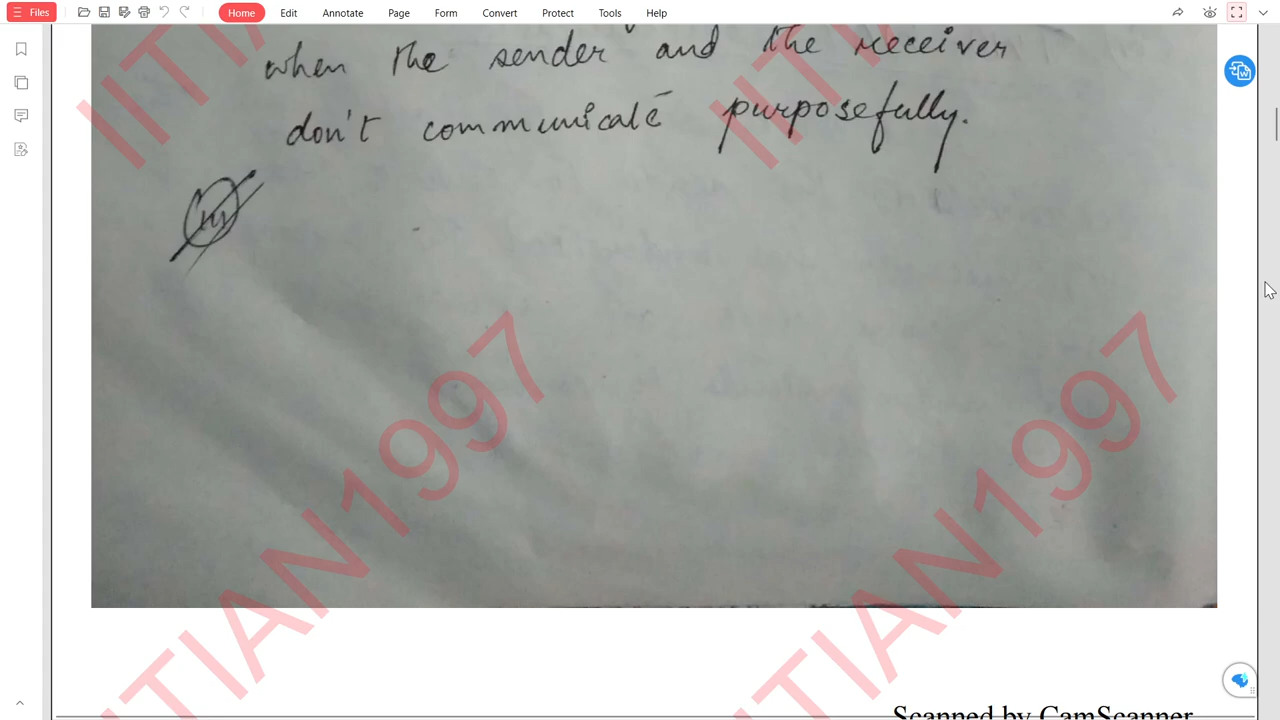 Files
Home Edit Annotate Page Form Convert Protect Tools Help
when the sender and the receiver
don't communicate purposefully.
IITIAN1997
IITIAN1997
IITIAN1997
IITIAN1997
Scanned by CamScanner